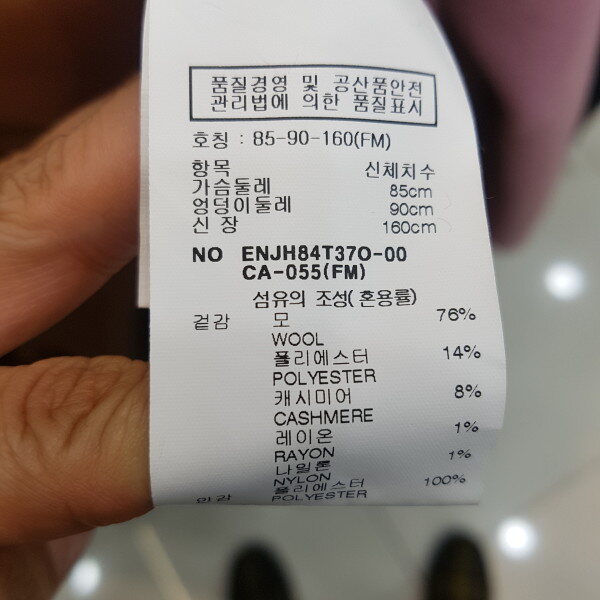 품질경영 및 공산품안전
관리법에 의한 품질표시
호칭 : 85-90-160(FM)
항목 신체치수
가슴둘레 85cm
엉덩이둘레 90cm
신 장 160cm
NO ENJH84T37O-00
CA-055(FM)
섬유의 조성( 혼용률)
겉감 모 76%
WOOL
폴리에스터 14%
POLYESTER
캐시미어 8%
CASHMERE
레이온 1%
RAYON
나일론 1%
NYLON
안감 폴리에스터 100%
POLYESTER